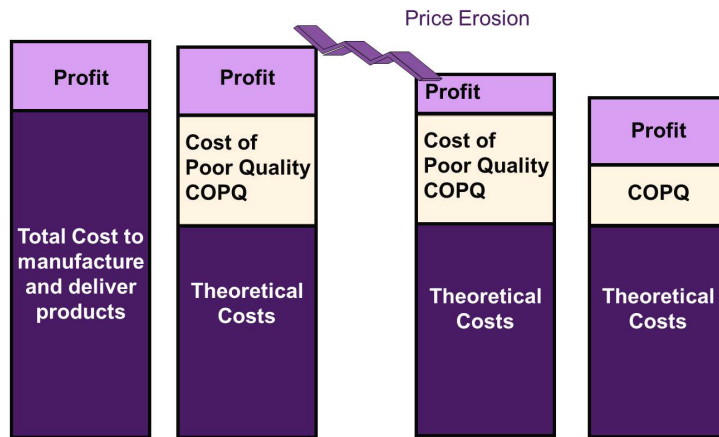 Price Erosion
Profit
Total Cost to
manufacture
and deliver
products
Profit
Cost of
Poor Quality
COPQ
Theoretical
Costs
Profit
Cost of
Poor Quality
COPQ
Theoretical
Costs
Profit
COPQ
Theoretical
Costs